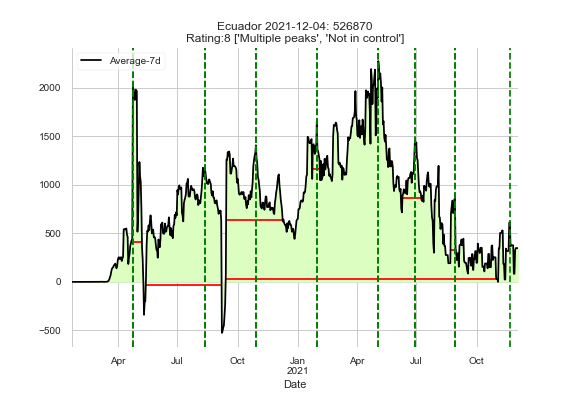 Ecuador 2021-12-04: 526870
Rating:8 ['Multiple peaks', 'Not in control']
Average-7d
2000
1500
1000
500
0
−500
Apr
Jul
Oct
Jan
2021
Apr
Jul
Oct
Date